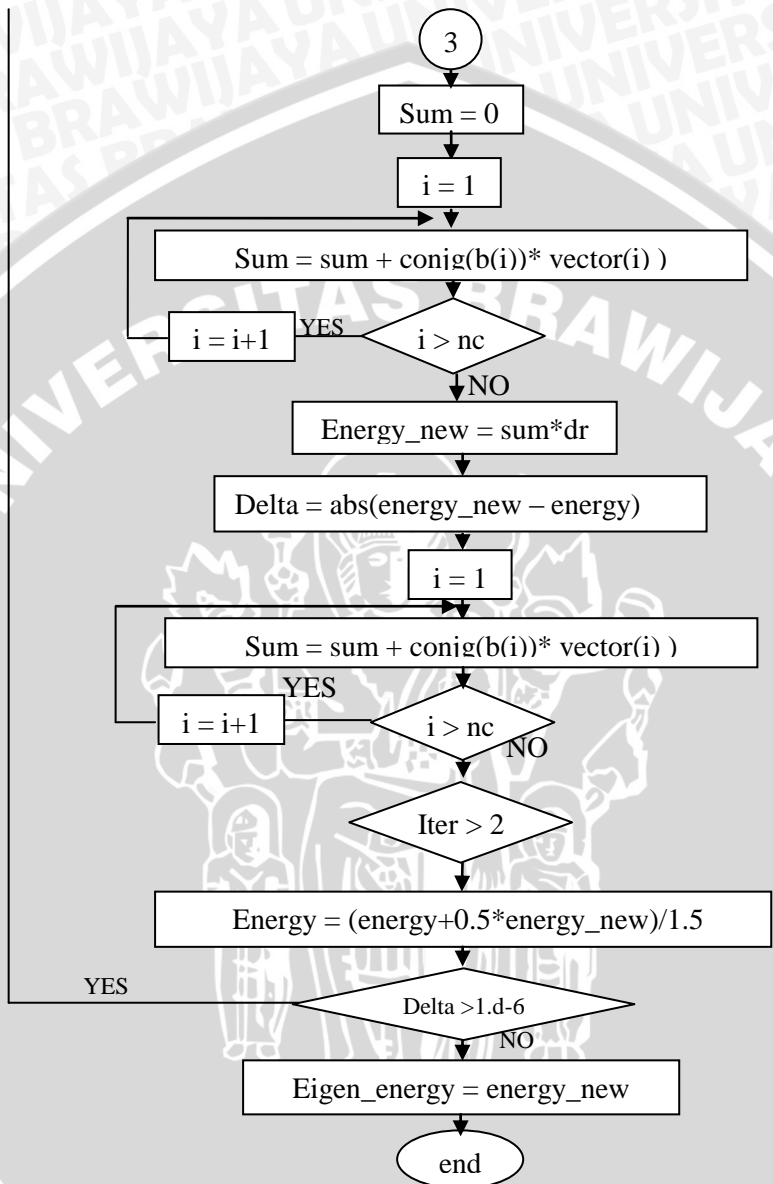 3
Sum = 0
i = 1
Sum = sum + conjg(b(i))* vector(i) )
i = i+1
YES
i > nc
NO
Energy_new = sum*dr
Delta = abs(energy_new – energy)
i = 1
Sum = sum + conjg(b(i))* vector(i) )
YES
i = i+1
i > nc
NO
Iter > 2
Energy = (energy+0.5*energy_new)/1.5
YES
Delta >1.d-6
NO
Eigen_energy = energy_new
end
UNIVERSITAS BRAWIJAYA